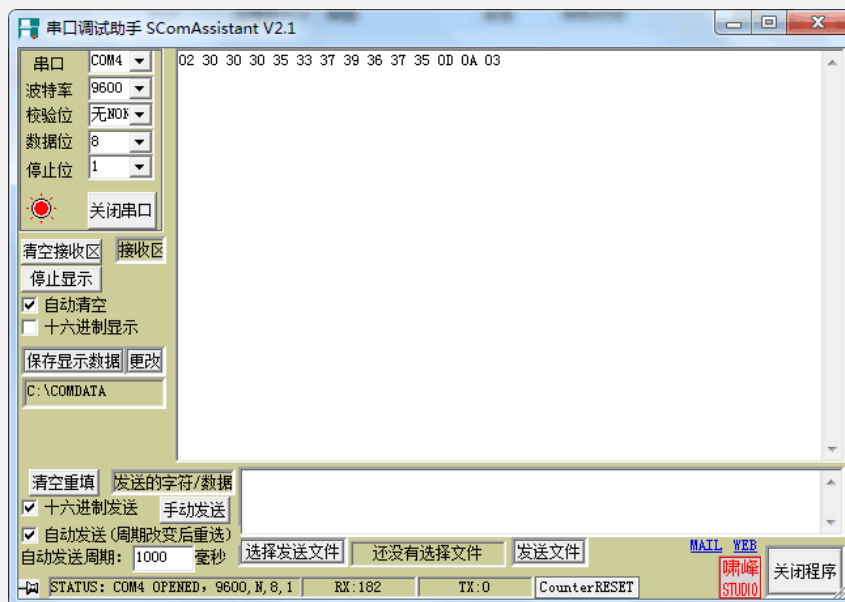 串口调试助手 SComAssistant V2.1
串口 COM4
波特率 9600
校验位 无NON
数据位 8
停止位 1
关闭串口
02 30 30 30 35 33 37 39 36 37 35 0D 0A 03
清空接收区 接收区
停止显示
自动清空
十六进制显示
保存显示数据 更改
C:\COMDATA
清空重填 发送的字符/数据
十六进制发送 手动发送
自动发送(周期改变后重选)
自动发送周期: 1000 毫秒 选择发送文件 还没有选择文件 发送文件
MAIL WEB
啸峰
STUDIO
关闭程序
STATUS: COM4 OPENED, 9600,N,8,1 RX:182 TX:0 CounterRESET